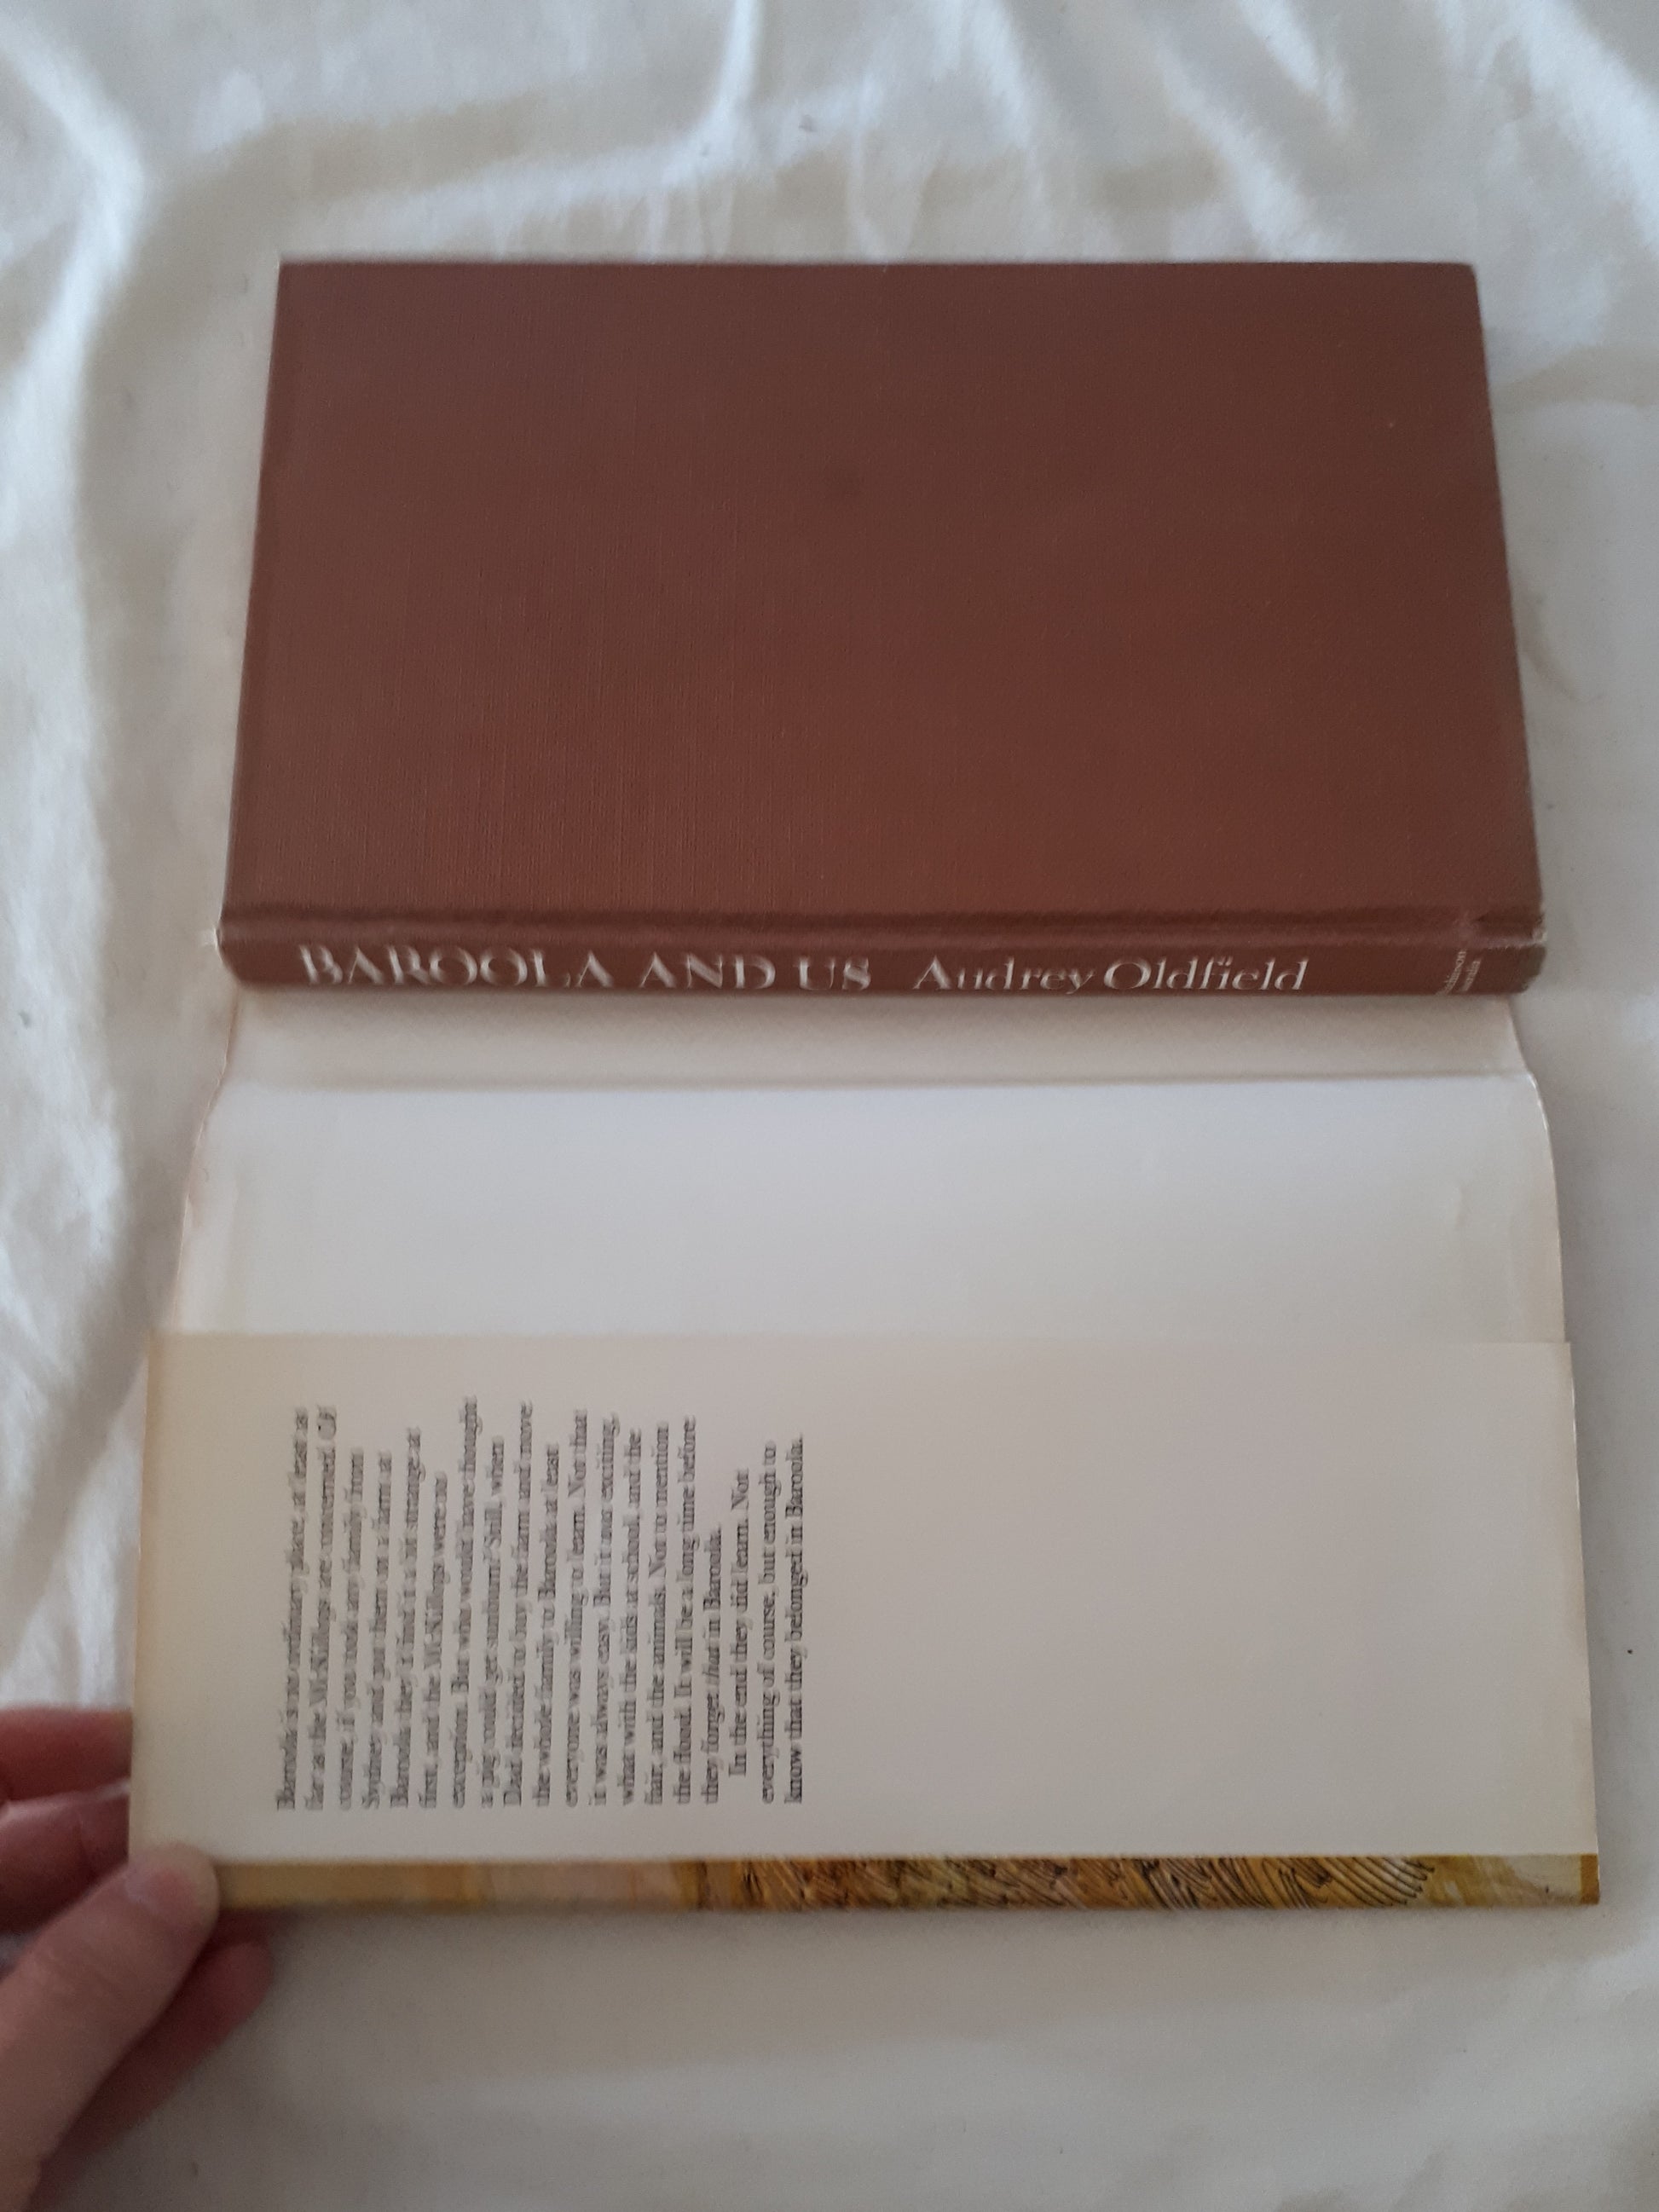 BAROOLA AND US Audrey Oldfield
Baroola is no ordinary place, at least as
far as the McKillogs are concerned. Of
course, if you took any family from
Sydney and put them on a farm at
Baroola they'd find it a bit strange at
first, and the McKillogs were no
exception. But who would have thought
a pig could get sunburn? Still, when
Dad decided to buy the farm and move
the whole family to Baroola at least
everyone was willing to learn. Not that
it was always easy. But it was exciting,
what with the kids at school, and the
fair, and the animals. Not to mention
the flood. It will be a long time before
they forget that in Baroola.
In the end they did learn. Not
everything of course, but enough to
know that they belonged in Baroola.